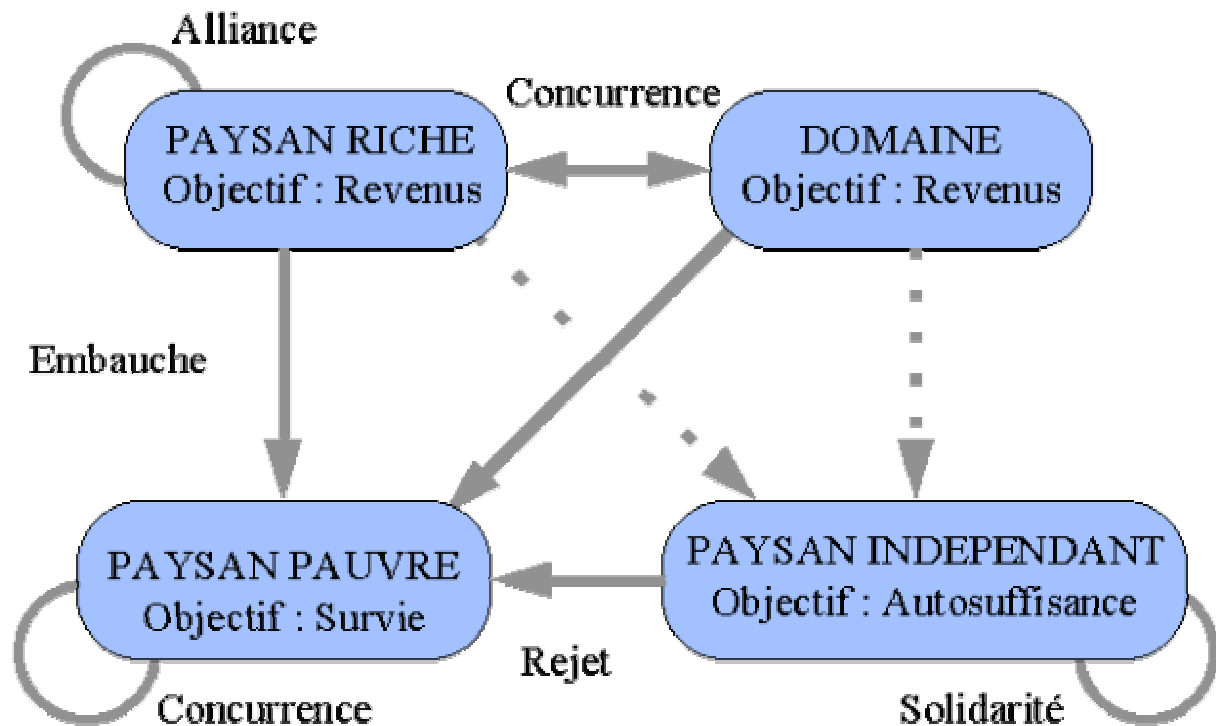 Alliance
Concurrence
PAYSAN RICHE
Objectif : Revenus
DOMAINE
Objectif : Revenus
Embauche
PAYSAN PAUVRE
Objectif : Survie
PAYSAN INDEPENDANT
Objectif : Autosuffisance
Rejet
Concurrence
Solidarité